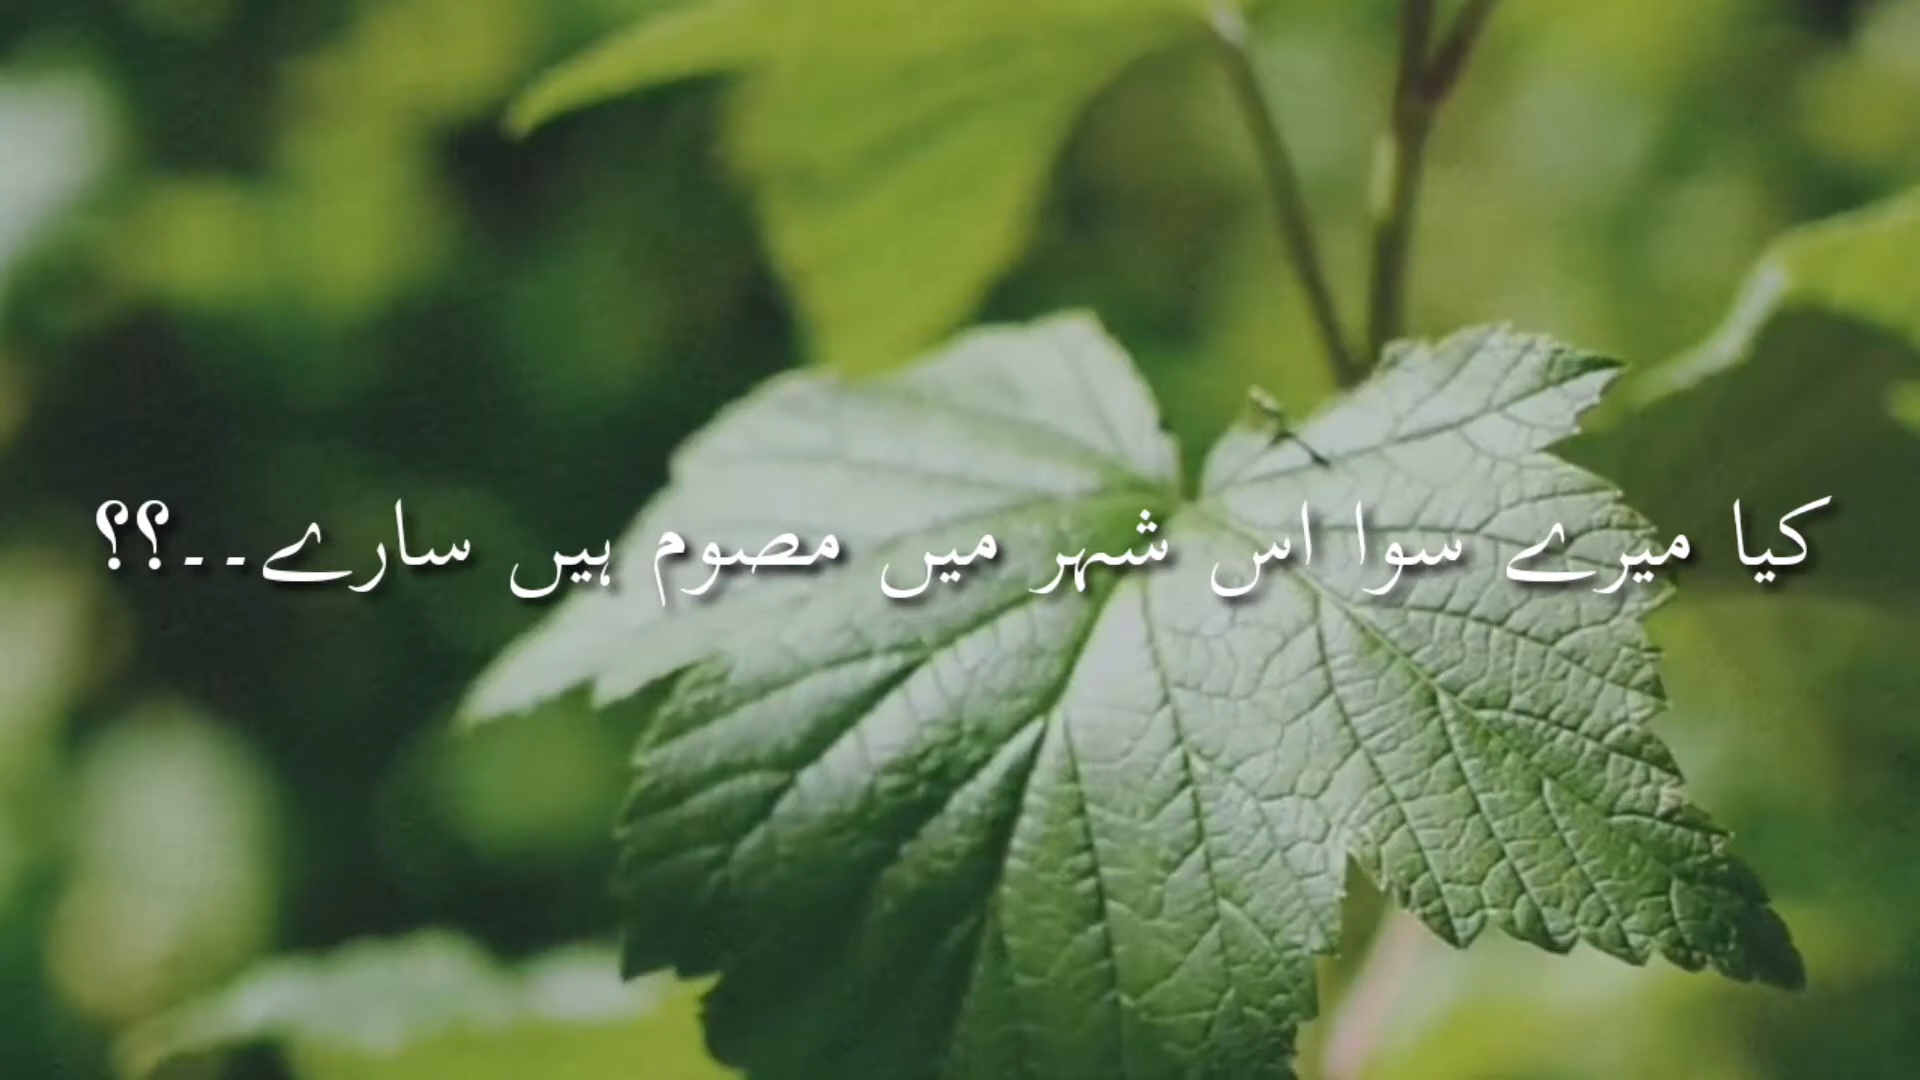 کیا میرے سوا اس شہر میں مصوم ہیں سارے۔۔؟؟